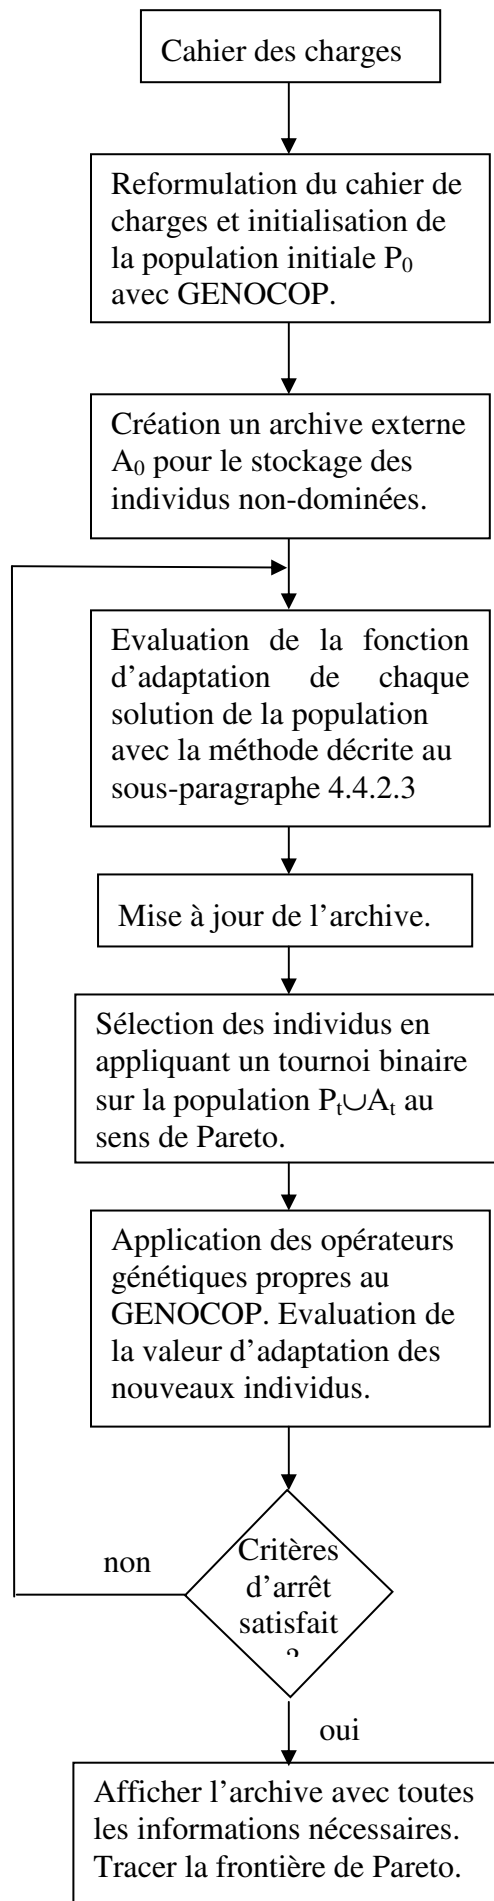 Cahier des charges
Reformulation du cahier de
charges et initialisation de
la population initiale P₀
avec GENOCOP.
Création un archive externe
A₀ pour le stockage des
individus non-dominées.
Evaluation de la fonction
d’adaptation de chaque
solution de la population
avec la méthode décrite au
sous-paragraphe 4.4.2.3
Mise à jour de l’archive.
Sélection des individus en
appliquant un tournoi binaire
sur la population Pₜ∪Aₜ au
sens de Pareto.
Application des opérateurs
génétiques propres au
GENOCOP. Evaluation de
la valeur d’adaptation des
nouveaux individus.
Critères
d’arrêt
satisfait
?
non
oui
Afficher l’archive avec toutes
les informations nécessaires.
Tracer la frontière de Pareto.